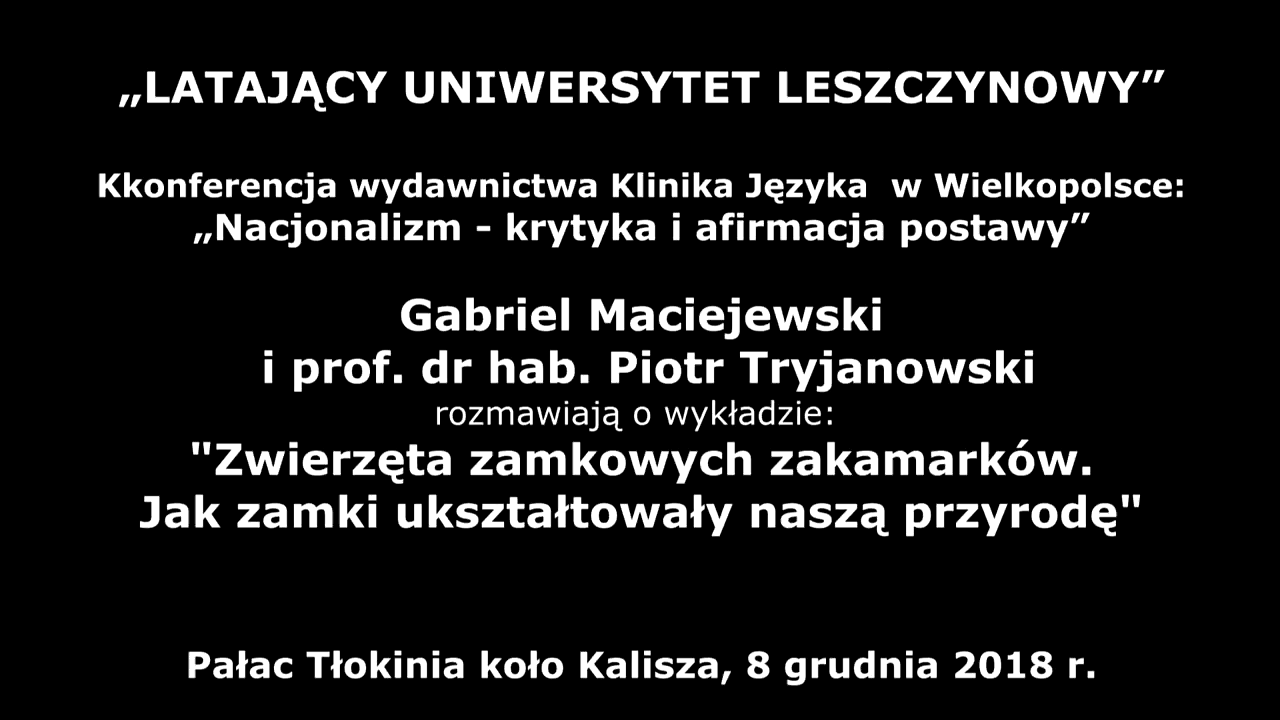 „LATAJĄCY UNIWERSYTET LESZCZYNOWY”
Kkonferencja wydawnictwa Klinika Języka  w Wielkopolsce:
„Nacjonalizm - krytyka i afirmacja postawy”
Gabriel Maciejewski
i prof. dr hab. Piotr Tryjanowski
rozmawiają o wykładzie:
"Zwierzęta zamkowych zakamarków.
Jak zamki ukształtowały naszą przyrodę"
Pałac Tłokinia koło Kalisza, 8 grudnia 2018 r.